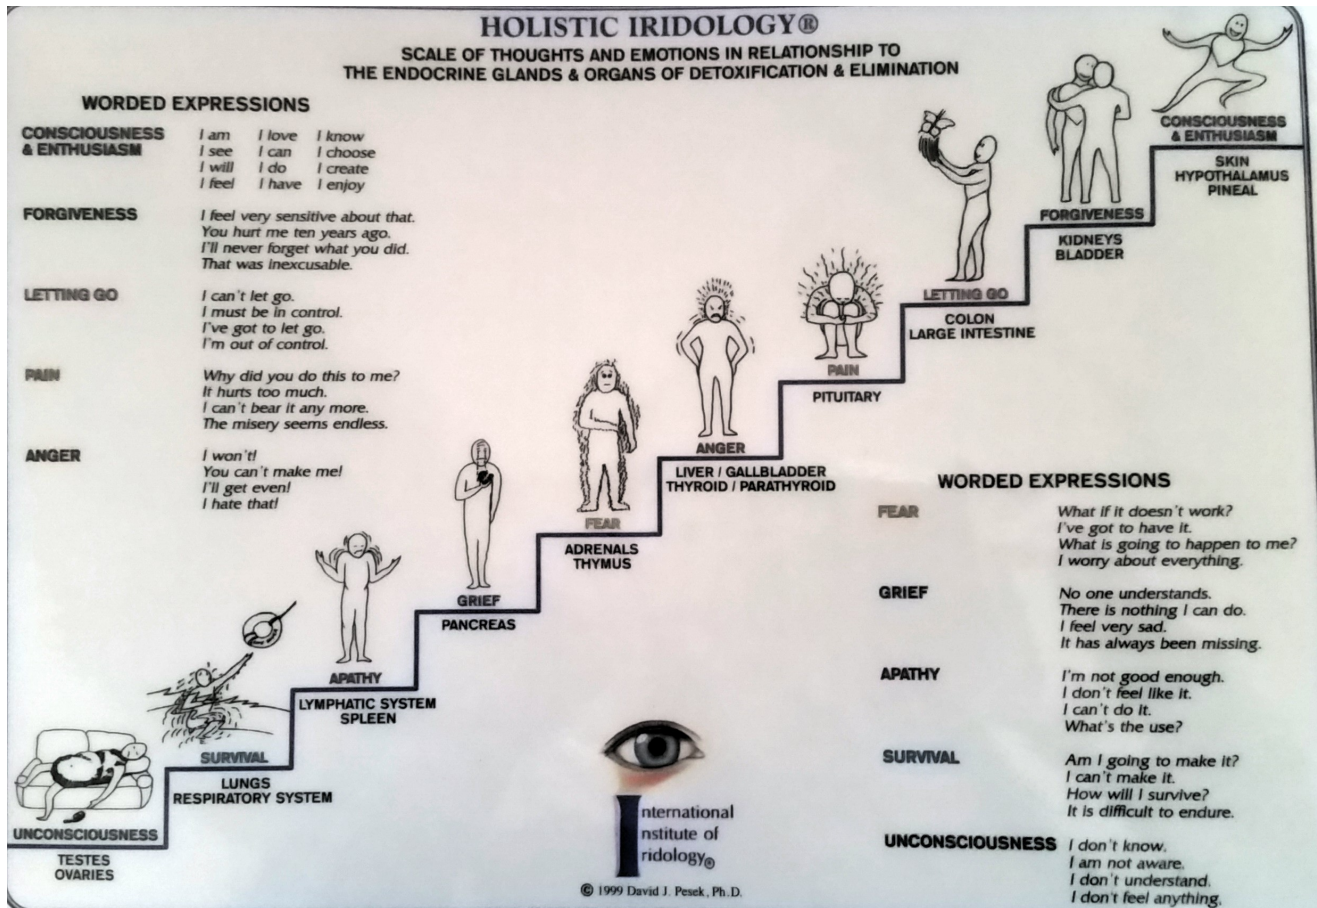 HOLISTIC IRIDOLOGY®
SCALE OF THOUGHTS AND EMOTIONS IN RELATIONSHIP TO
THE ENDOCRINE GLANDS & ORGANS OF DETOXIFICATION & ELIMINATION
WORDED EXPRESSIONS
CONSCIOUSNESS
& ENTHUSIASM
I am I love I know
I see I can I choose
I will I do I create
I feel I have I enjoy
FORGIVENESS
I feel very sensitive about that.
You hurt me ten years ago.
I'll never forget what you did.
That was inexcusable.
LETTING GO
I can't let go.
I must be in control.
I've got to let go.
I'm out of control.
PAIN
Why did you do this to me?
It hurts too much.
I can't bear it any more.
The misery seems endless.
ANGER
I won't!
You can't make me!
I'll get even!
I hate that!
CONSCIOUSNESS
& ENTHUSIASM
SKIN
HYPOTHALAMUS
PINEAL
FORGIVENESS
KIDNEYS
BLADDER
LETTING GO
COLON
LARGE INTESTINE
PAIN
PITUITARY
ANGER
LIVER / GALLBLADDER
THYROID / PARATHYROID
FEAR
ADRENALS
THYMUS
GRIEF
PANCREAS
APATHY
LYMPHATIC SYSTEM
SPLEEN
SURVIVAL
LUNGS
RESPIRATORY SYSTEM
UNCONSCIOUSNESS
TESTES
OVARIES
WORDED EXPRESSIONS
FEAR
What if it doesn't work?
I've got to have it.
What is going to happen to me?
I worry about everything.
GRIEF
No one understands.
There is nothing I can do.
I feel very sad.
It has always been missing.
APATHY
I'm not good enough.
I don't feel like it.
I can't do it.
What's the use?
SURVIVAL
Am I going to make it?
I can't make it.
How will I survive?
It is difficult to endure.
UNCONSCIOUSNESS
I don't know.
I am not aware.
I don't understand.
I don't feel anything.
International
Institute of
Iridology®
© 1999 David J. Pesek, Ph.D.